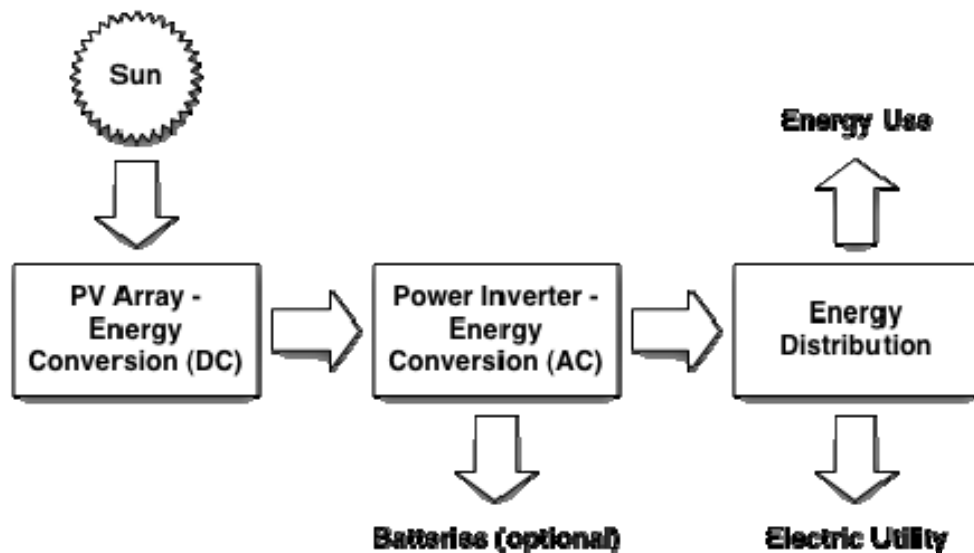 Sun
Energy Use
PV Array -
Energy
Conversion (DC)
Power Inverter -
Energy
Conversion (AC)
Energy
Distribution
Batteries (optional)
Electric Utility